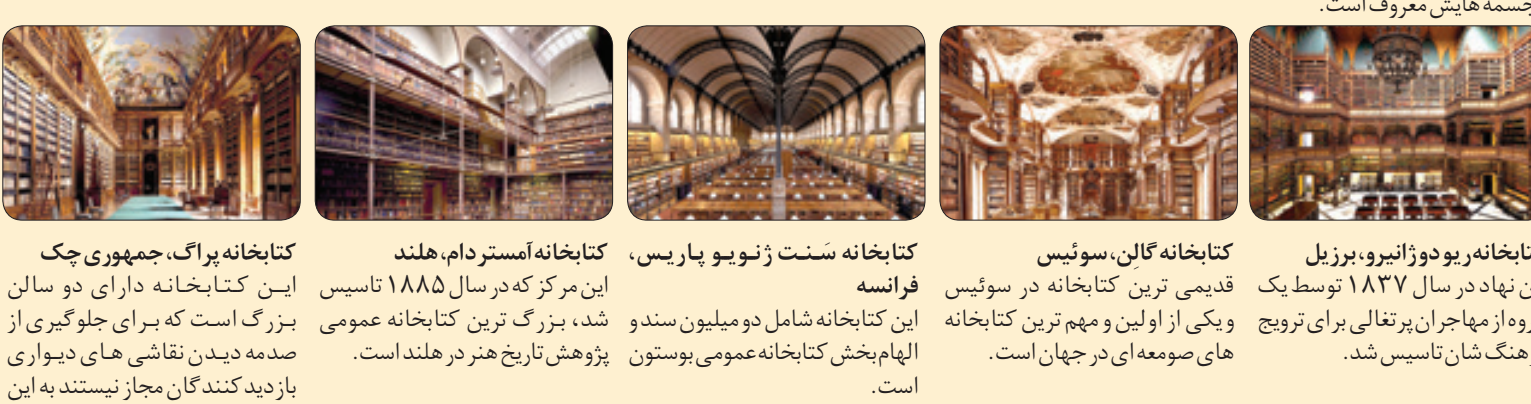 جسمه هایش معروف است.
تابخانه ریودوژانیرو، برزیل
ن نهاد در سال ۱۸۳۷ توسط یک
روه از مهاجران پرتغالی برای ترویج
هنگ شان تاسیس شد.
کتابخانه گالِن، سوئیس
قدیمی ترین کتابخانه در سوئیس
و یکی از اولین و مهم ترین کتابخانه
های صومعه ای در جهان است.
کتابخانه سَنت ژنویو پاریس،
فرانسه
این کتابخانه شامل دو میلیون سند و
الهام بخش کتابخانه عمومی بوستون
است.
کتابخانه آمستردام، هلند
این مرکز که در سال ۱۸۸۵ تاسیس
شد، بزرگ ترین کتابخانه عمومی
پژوهش تاریخ هنر در هلند است.
کتابخانه پراگ، جمهوری چک
این کتابخانه دارای دو سالن
بزرگ است که برای جلوگیری از
صدمه دیدن نقاشی های دیواری
بازدیدکنندگان مجاز نیستند به این